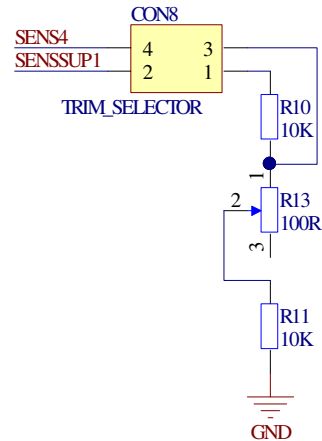 CON8
SENS4 4 3
SENSSUP1 2 1
TRIM_SELECTOR
R10
10K
1
R13
2
100R
3
R11
10K
GND